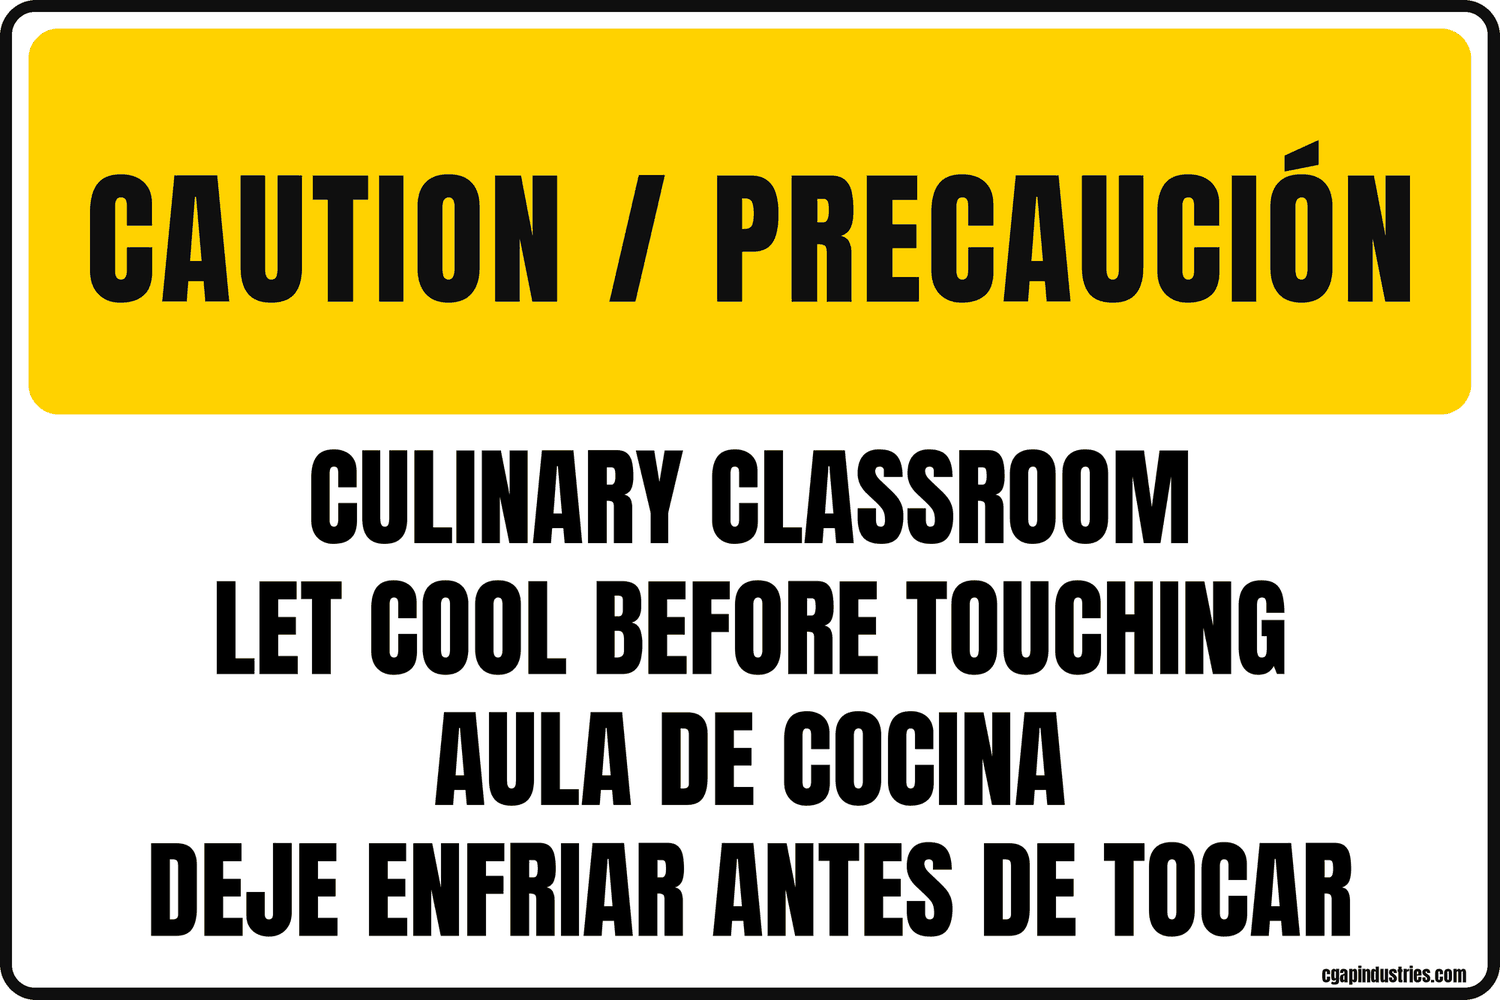 CAUTION / PRECAUCIÓN
CULINARY CLASSROOM
LET COOL BEFORE TOUCHING
AULA DE COCINA
DEJE ENFRIAR ANTES DE TOCAR
cgapindustries.com